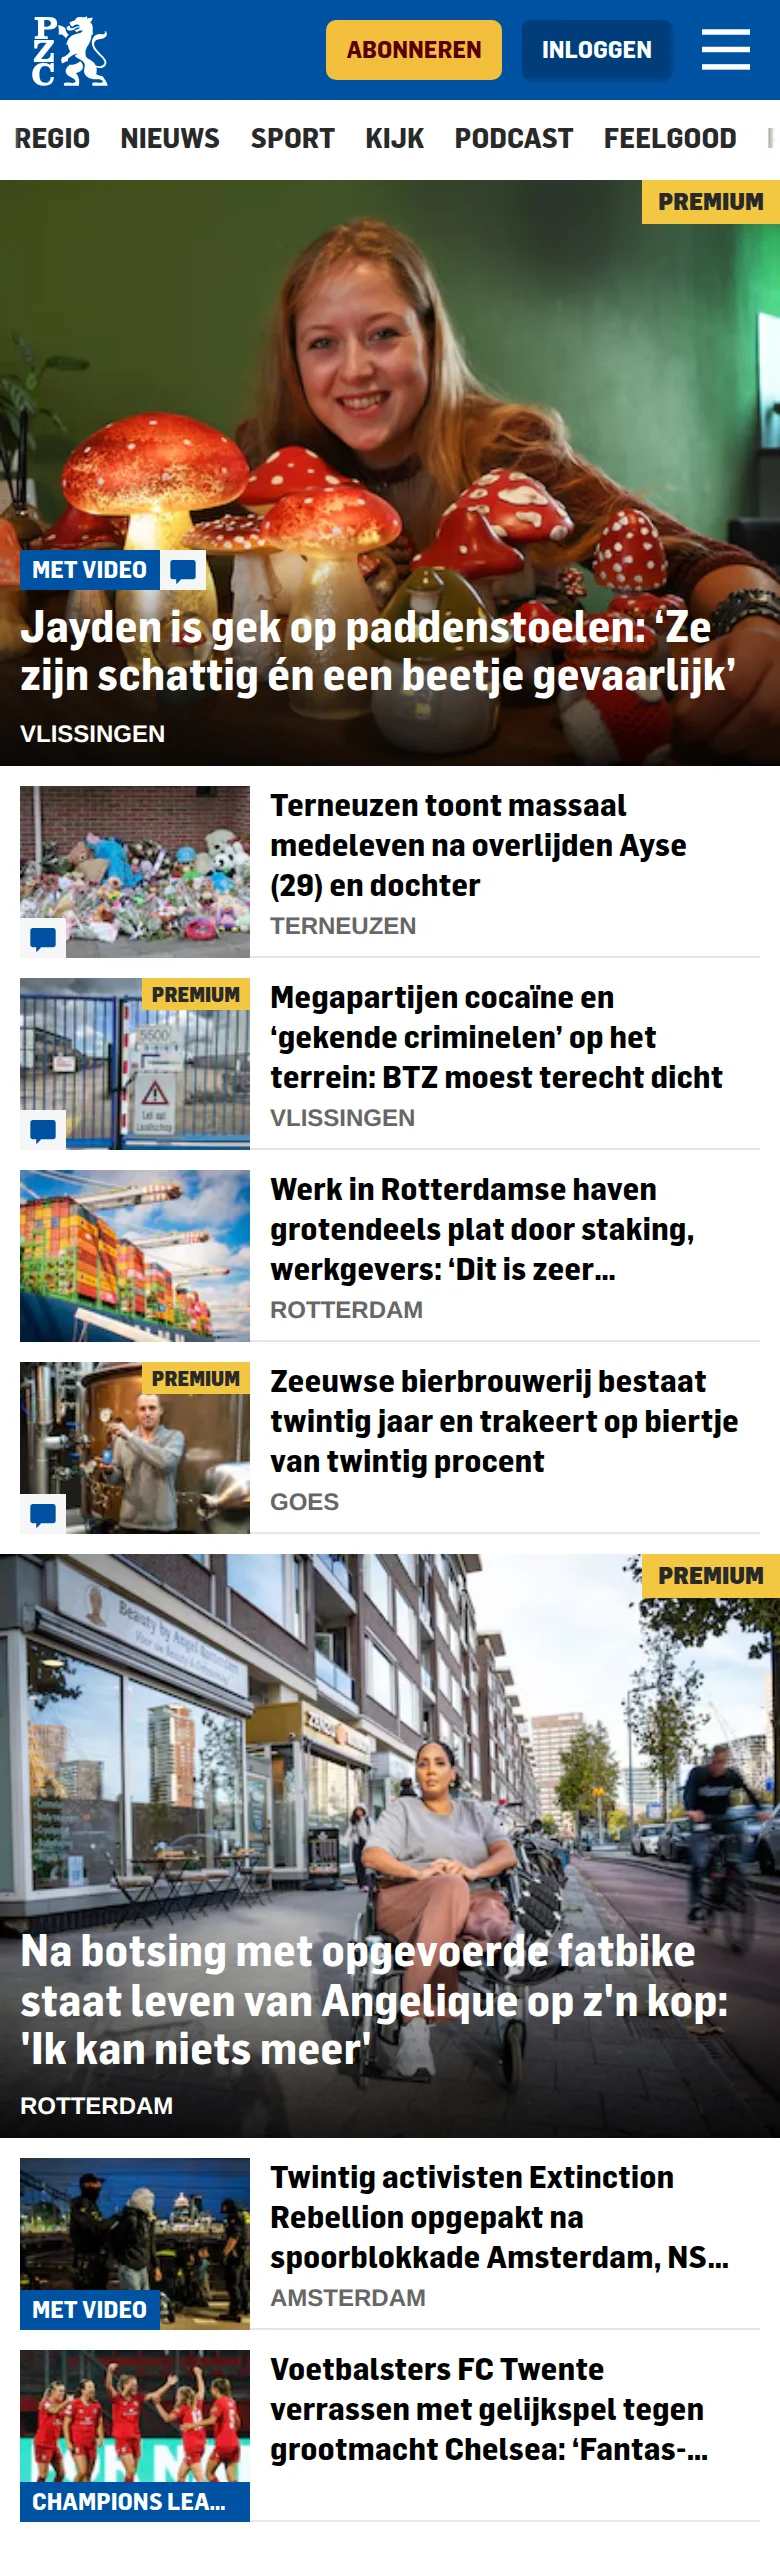 P
Z
C
ABONNEREN
INLOGGEN
REGIO NIEUWS SPORT KIJK PODCAST FEELGOOD
PREMIUM
MET VIDEO
Jayden is gek op paddenstoelen: ‘Ze
zijn schattig én een beetje gevaarlijk’
VLISSINGEN
Terneuzen toont massaal
medeleven na overlijden Ayse
(29) en dochter
TERNEUZEN
PREMIUM
5500
Let op!
Megapartijen cocaïne en
‘gekende criminelen’ op het
terrein: BTZ moest terecht dicht
VLISSINGEN
Werk in Rotterdamse haven
grotendeels plat door staking,
werkgevers: ‘Dit is zeer...
ROTTERDAM
PREMIUM
Zeeuwse bierbrouwerij bestaat
twintig jaar en trakeert op biertje
van twintig procent
GOES
PREMIUM
Beauty by Angel
Na botsing met opgevoerde fatbike
staat leven van Angelique op z'n kop:
'Ik kan niets meer'
ROTTERDAM
MET VIDEO
Twintig activisten Extinction
Rebellion opgepakt na
spoorblokkade Amsterdam, NS...
AMSTERDAM
CHAMPIONS LEA...
Voetbalsters FC Twente
verrassen met gelijkspel tegen
grootmacht Chelsea: ‘Fantas-...